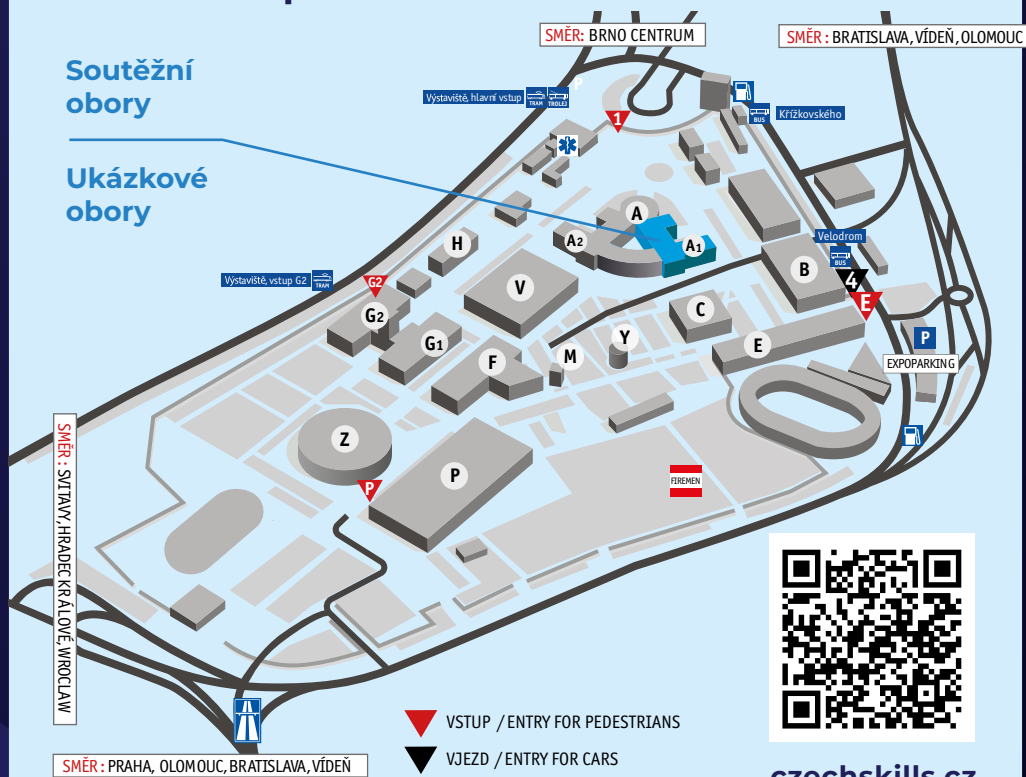 SMĚR: BRNO CENTRUM
SMĚR : BRATISLAVA, VÍDEŇ, OLOMOUC
Soutěžní
obory
Ukázkové
obory
P
Výstaviště, hlavní vstup
TRAM
TROLEJ
1
BUS
Křížkovského
A
A2
A1
H
Velodrom
BUS
B
4
E
V
Výstaviště, vstup G2
TRAM
G2
G2
G1
C
Y
M
E
F
P
EXPOPARKING
Z
P
P
FIREMEN
SMĚR : SVITAVY, HRADEC KRÁLOVÉ, WROCLAW
VSTUP / ENTRY FOR PEDESTRIANS
VJEZD / ENTRY FOR CARS
SMĚR : PRAHA, OLOMOUC, BRATISLAVA, VÍDEŇ
czechskills.cz